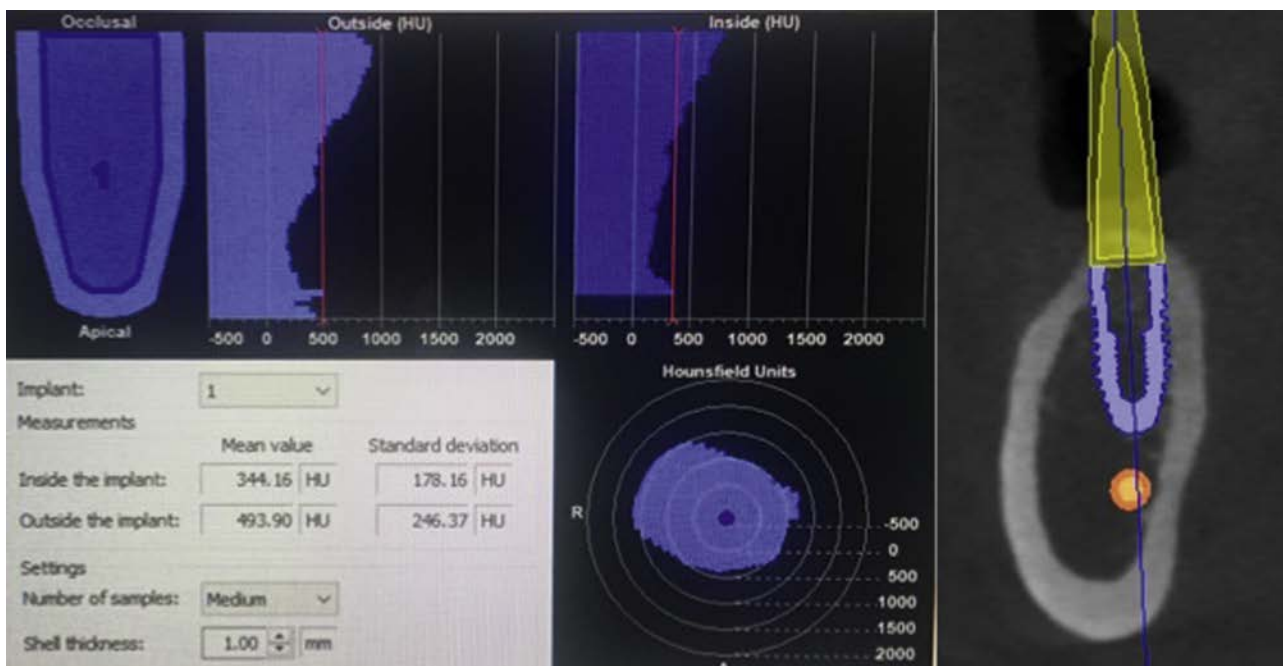 Occlusal
Outside (HU)
Inside (HU)
1
Apical
-500 0 500 1000 1500 2000
-500 0 500 1000 1500 2000
Implant: 1
Measurements
Mean value Standard deviation
Inside the implant: 344.16 HU 178.16 HU
Outside the implant: 493.90 HU 246.37 HU
Settings
Number of samples: Medium
Shell thickness: 1.00 mm
Hounsfield Units
R
-500
0
500
1000
1500
2000